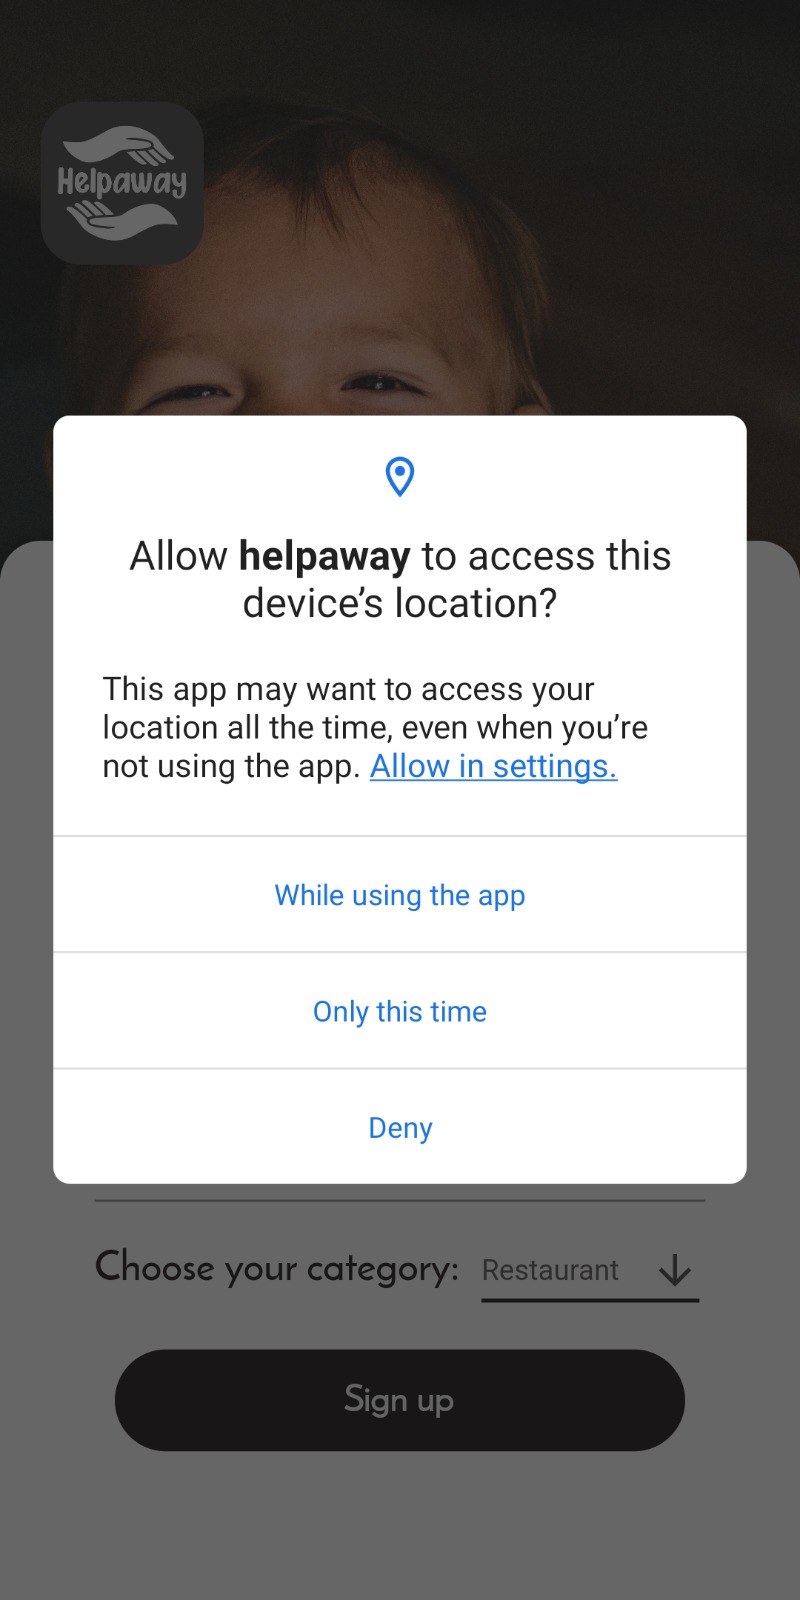 Helpaway
Allow helpaway to access this
device’s location?
This app may want to access your
location all the time, even when you’re
not using the app. Allow in settings.
While using the app
Only this time
Deny
Choose your category: Restaurant
Sign up